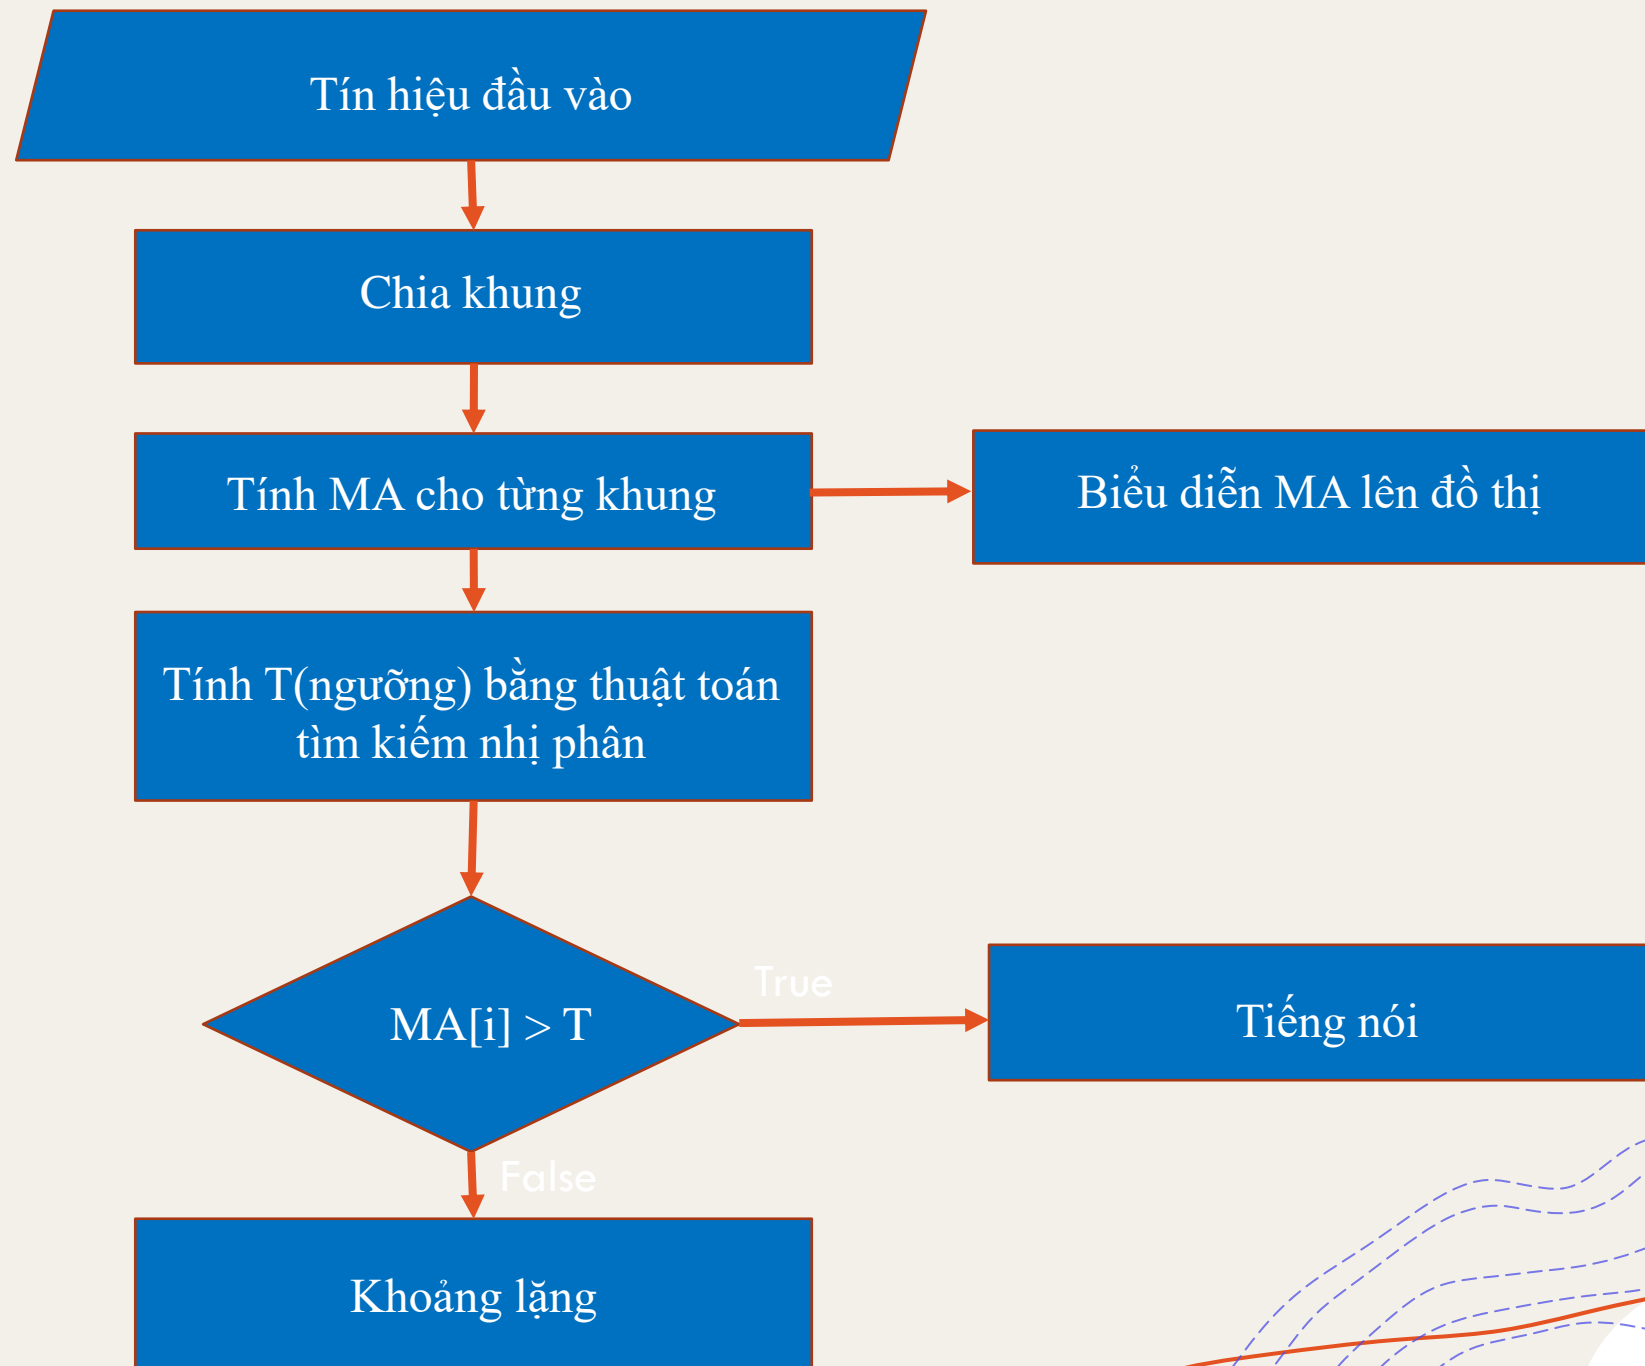 Tín hiệu đầu vào
Chia khung
Tính MA cho từng khung
Biểu diễn MA lên đồ thị
Tính T(ngưỡng) bằng thuật toán
tìm kiếm nhị phân
MA[i] > T
True
Tiếng nói
False
Khoảng lặng